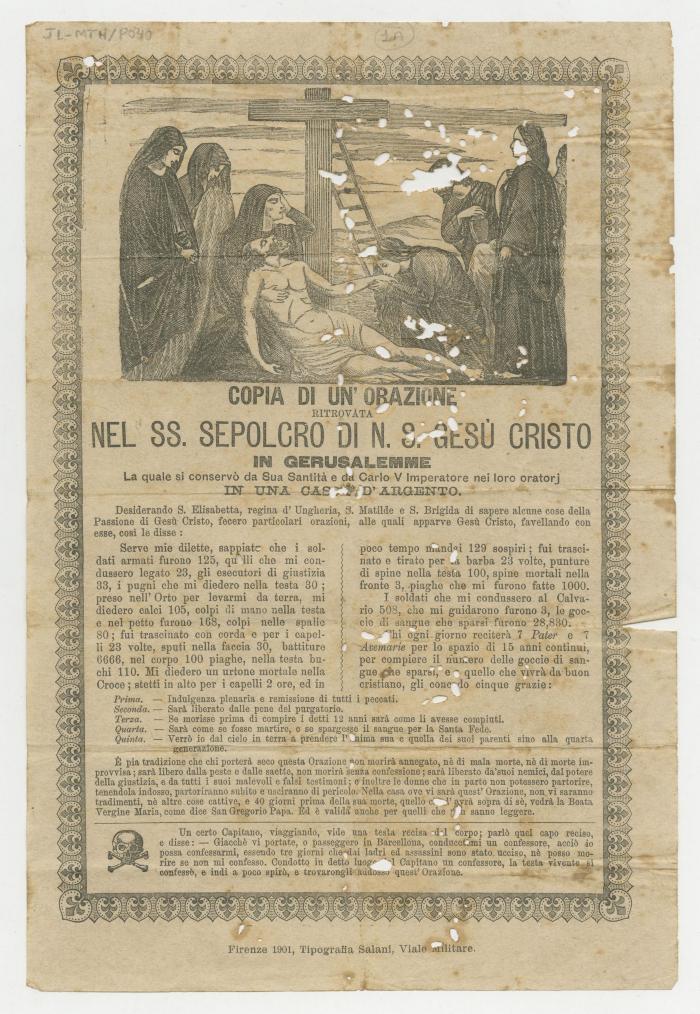 JL-MTH/P040
1A
COPIA DI UN' ORAZIONE
RITROVATA
NEL SS. SEPOLCRO DI N. S. GESÙ CRISTO
IN GERUSALEMME
La quale si conservò da Sua Santità e da Carlo V Imperatore nei loro oratorj
IN UNA CASSA D'ARGENTO.
Desiderando S. Elisabetta, regina d' Ungheria, S. Matilde e S. Brigida di sapere alcune cose della
Passione di Gesù Cristo, fecero particolari orazioni, alle quali apparve Gesù Cristo, favellando con
esse, così le disse :
Serve mie dilette, sappiate che i sol-
dati armati furono 125, quelli che mi con-
dussero legato 23, gli esecutori di giustizia
33, i pugni che mi diedero nella testa 30 ;
preso nell' Orto per levarmi da terra, mi
diedero calci 105, colpi di mano nella testa
e nel petto furono 168, colpi nelle spalle
80 ; fui trascinato con corda e per i capel-
li 23 volte, sputi nella faccia 30, battiture
6666, nel corpo 100 piaghe, nella testa bu-
chi 110. Mi diedero un urtone mortale nella
Croce ; stetti in alto per i capelli 2 ore, ed in
poco tempo mandai 129 sospiri ; fui trasci-
nato e tirato per la barba 23 volte, punture
di spine nella testa 100, spine mortali nella
fronte 3, piaghe che mi furono fatte 1000.
I soldati che mi condussero al Calva-
rio 508, che mi guidarono furono 3, le goc-
cie di sangue che sparsi furono 28,830.
Chi ogni giorno reciterà 7 Pater e 7
Avemarie per lo spazio di 15 anni continui,
per compiere il numero delle goccie di san-
gue che sparsi, e a quello che vivrà da buon
cristiano, gli concedo cinque grazie :
Prima. — Indulgenza plenaria e remissione di tutti i peccati.
Seconda. — Sarà liberato dalle pene del purgatorio.
Terza. — Se morisse prima di compire i detti 12 anni sarà come li avesse compiuti.
Quarta. — Sarà come se fosse martire, e so spargesse il sangue per la Santa Fede.
Quinta. — Verrò io dal cielo in terra a prendere l'anima sua e quella dei suoi parenti sino alla quarta
generazione.
È pia tradizione che chi porterà seco questa Orazione non morirà annegato, nè di mala morte, nè di morte im-
provvisa ; sarà libero dalla peste e dalle saette, non morirà senza confessione ; sarà liberato da'suoi nemici, dal potere
della giustizia, e da tutti i suoi malevoli e falsi testimoni ; e inoltre le donne che in parto non potessero partorire,
tenendola indosso, partoriranno subito e usciranno di pericolo. Nella casa ove vi sarà quest' Orazione, non vi saranno
tradimenti, nè altre cose cattive, e 40 giorni prima della sua morte, quello che l' avrà sopra di sè, vedrà la Beata
Vergine Maria, come dice San Gregorio Papa. Ed è valida anche per quelli che non sanno leggere.
Un certo Capitano, viaggiando, vide una testa recisa dal corpo ; parlò quel capo reciso,
e disse : — Giacchè vi portate, o passeggero in Barcellona, conducetemi un confessore, acciò io
possa confessarmi, essendo tre giorni che dai ladri ed assassini sono stato ucciso, nè posso mo-
rire se non mi confesso. Condotto in detto luogo dal Capitano un confessore, la testa vivente si
confessò, e indi a poco spirò, e trovarongli addosso quest' Orazione.
Firenze 1901, Tipografia Salani, Viale Militare.